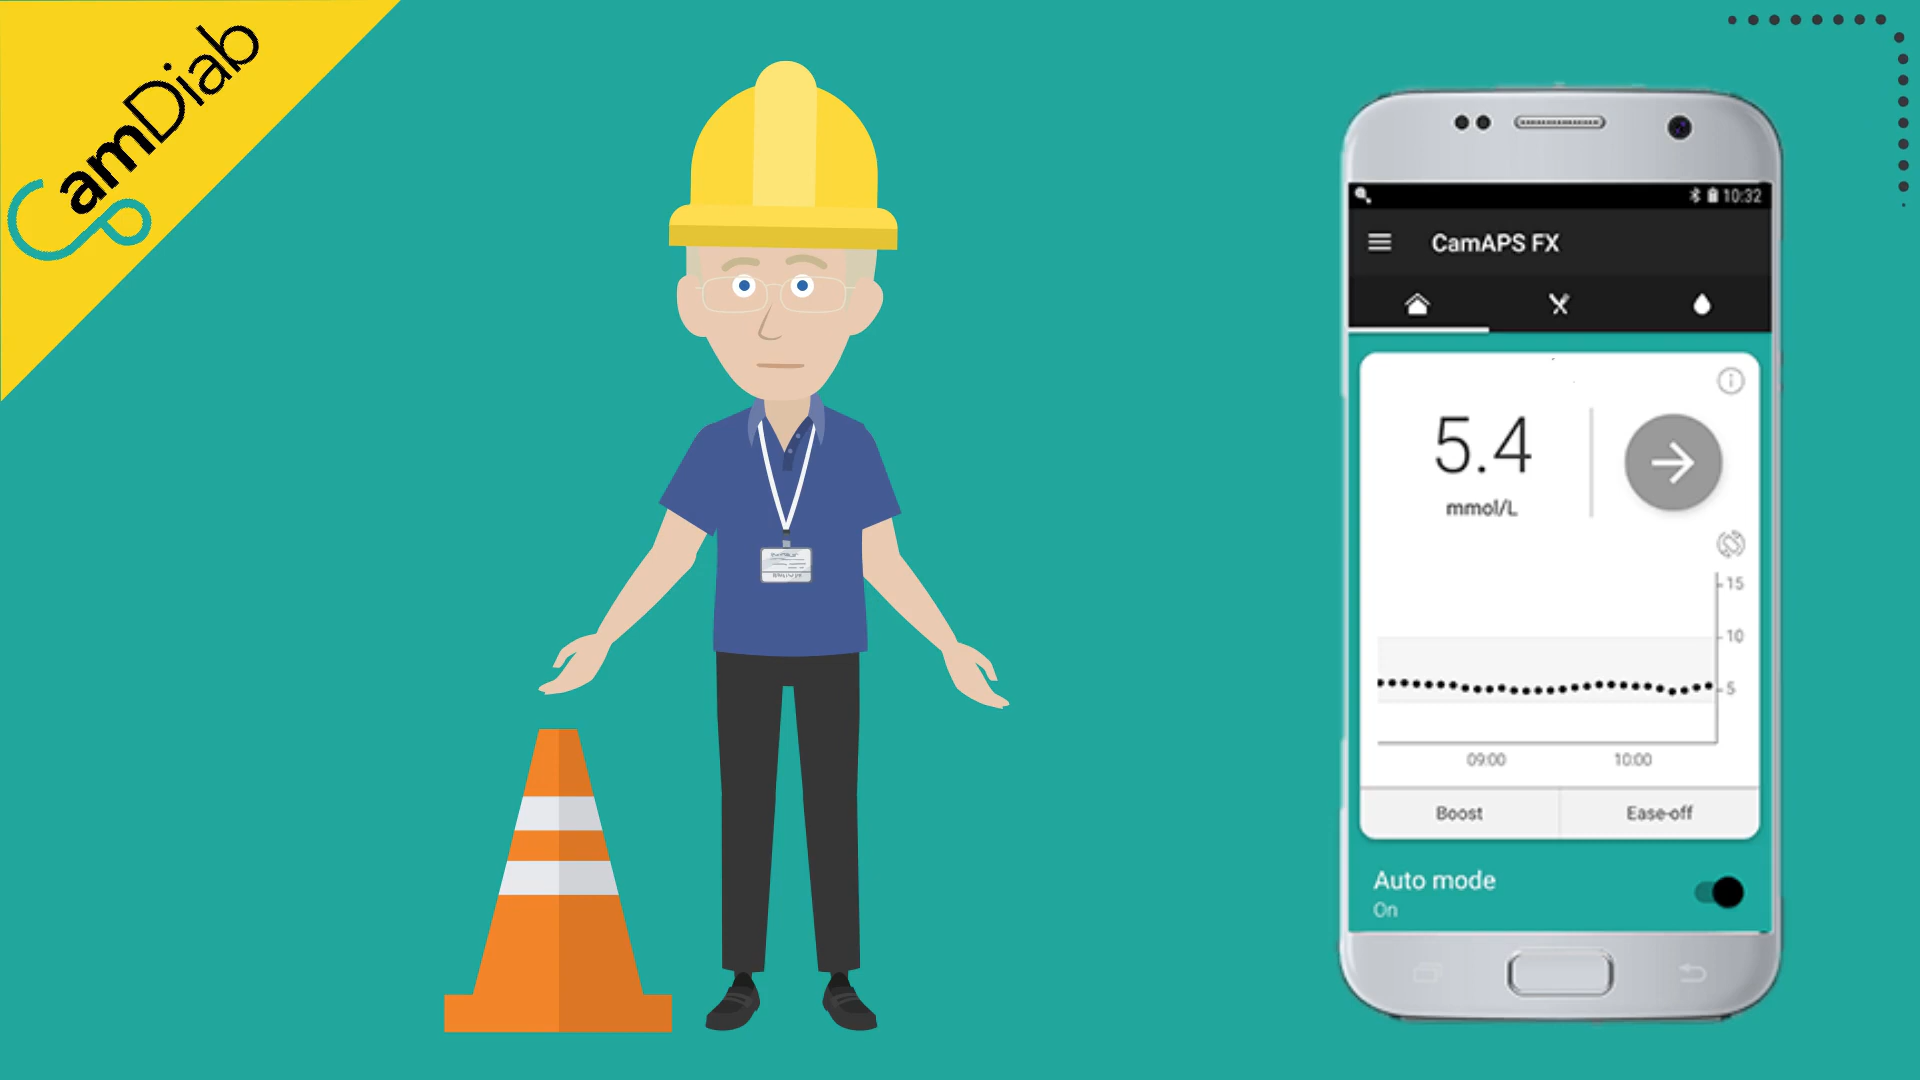 CamDiab
10:32
CamAPS FX
5.4
mmol/L
15
10
5
09:00
10:00
Boost
Ease-off
Auto mode
On